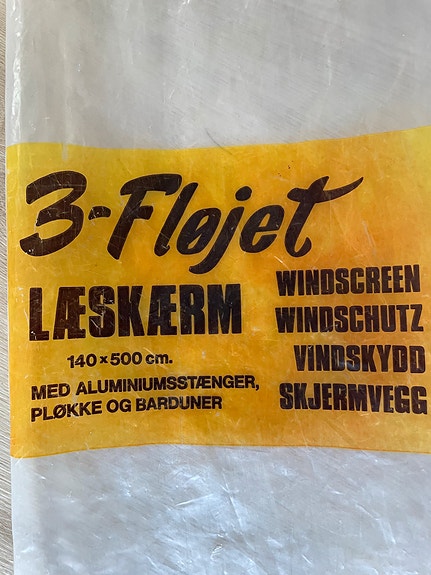 3-Fløjet
LÆSKÆRM
140 × 500 cm.
MED ALUMINIUMSSTÆNGER,
PLØKKE OG BARDUNER
WINDSCREEN
WINDSCHUTZ
VINDSKYDD
SKJERMVEGG